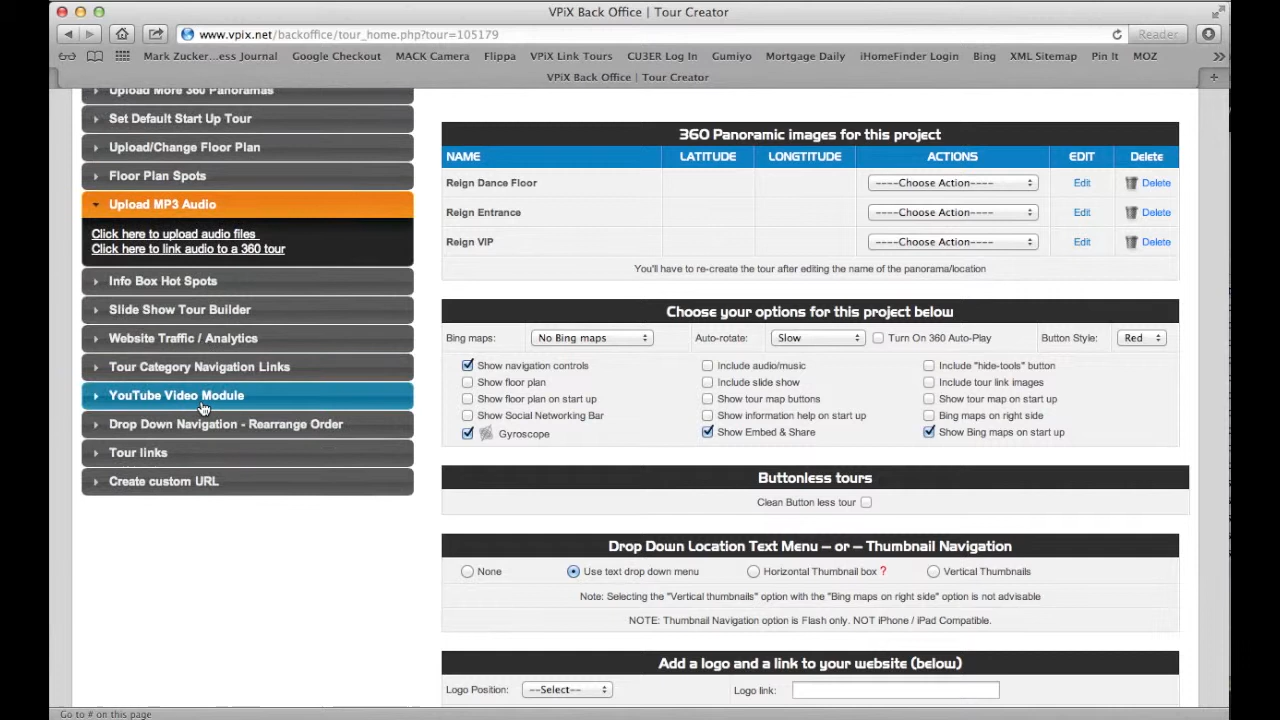 VPiX Back Office | Tour Creator
www.vpix.net/backoffice/tour_home.php?tour=105179
Reader
Mark Zucker...ess Journal Google Checkout MACK Camera Flippa VPiX Link Tours CU3ER Log In Gumiyo Mortgage Daily iHomeFinder Login Bing XML Sitemap Pin It MOZ
VPiX Back Office | Tour Creator
Upload More 360 Panoramas
Set Default Start Up Tour
Upload/Change Floor Plan
Floor Plan Spots
Upload MP3 Audio
Click here to upload audio files
Click here to link audio to a 360 tour
Info Box Hot Spots
Slide Show Tour Builder
Website Traffic / Analytics
Tour Category Navigation Links
YouTube Video Module
Drop Down Navigation - Rearrange Order
Tour links
Create custom URL
360 Panoramic images for this project
NAME LATITUDE LONGTITUDE ACTIONS EDIT Delete
Reign Dance Floor ----Choose Action---- Edit Delete
Reign Entrance ----Choose Action---- Edit Delete
Reign VIP ----Choose Action---- Edit Delete
You'll have to re-create the tour after editing the name of the panorama/location
Choose your options for this project below
Bing maps: No Bing maps Auto-rotate: Slow Turn On 360 Auto-Play Button Style: Red
Show navigation controls Include audio/music Include "hide-tools" button
Show floor plan Include slide show Include tour link images
Show floor plan on start up Show tour map buttons Show tour map on start up
Show Social Networking Bar Show information help on start up Bing maps on right side
Gyroscope Show Embed & Share Show Bing maps on start up
Buttonless tours
Clean Button less tour
Drop Down Location Text Menu -- or -- Thumbnail Navigation
None Use text drop down menu Horizontal Thumbnail box ? Vertical Thumbnails
Note: Selecting the "Vertical thumbnails" option with the "Bing maps on right side" option is not advisable
NOTE: Thumbnail Navigation option is Flash only. NOT iPhone / iPad Compatible.
Add a logo and a link to your website (below)
Logo Position: --Select-- Logo link:
Go to # on this page